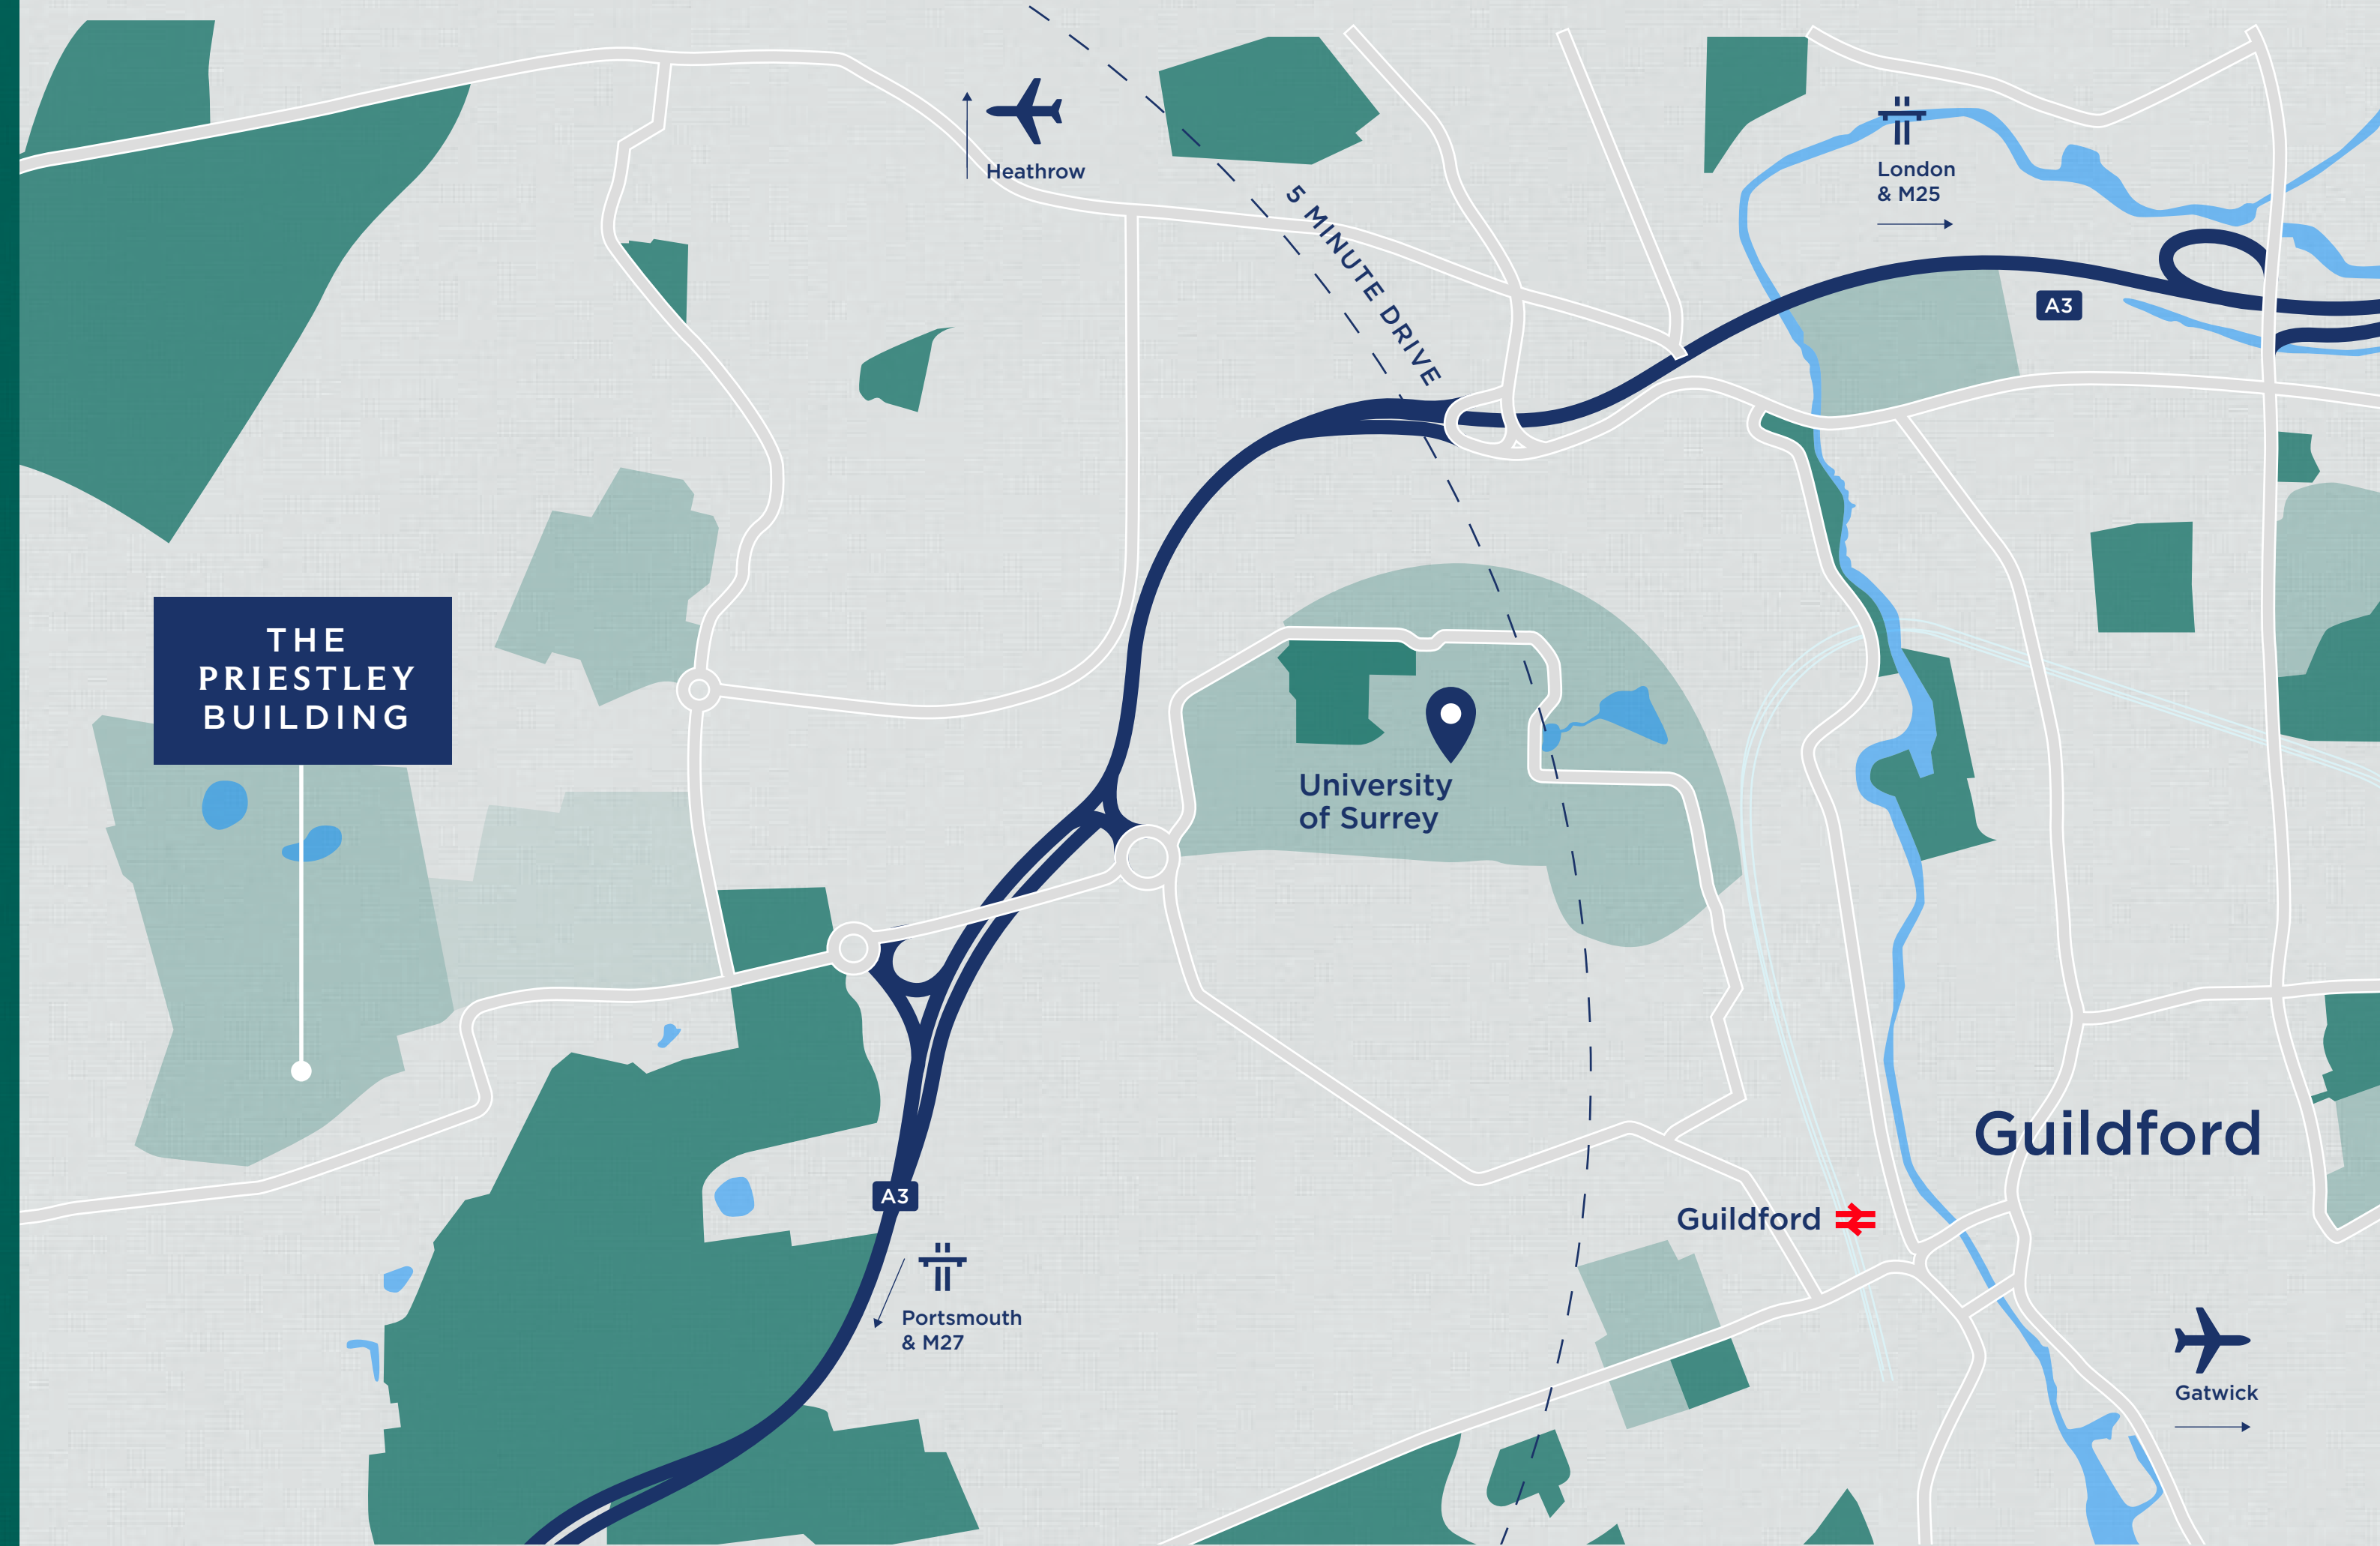 Heathrow
5 MINUTE DRIVE
London
& M25
A3
THE
PRIESTLEY
BUILDING
University
of Surrey
Guildford
A3
Guildford
Portsmouth
& M27
Gatwick